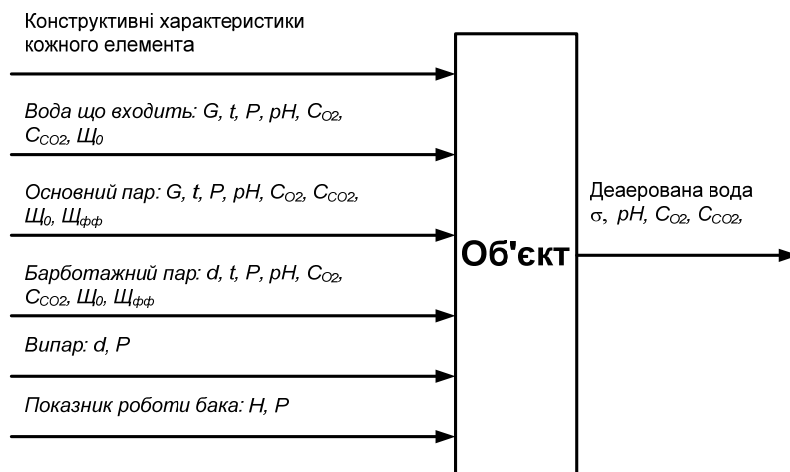 Конструктивні характеристики
кожного елемента
Вода що входить: G, t, P, pH, CO2,
CCO2, Щ0
Основний пар: G, t, P, pH, CO2, CCO2,
Щ0, Щфф
Барботажний пар: d, t, P, pH, CO2,
CCO2, Щ0, Щфф
Випар: d, P
Показник роботи бака: H, P
Об'єкт
Деаерована вода
σ, pH, CO2, CCO2,